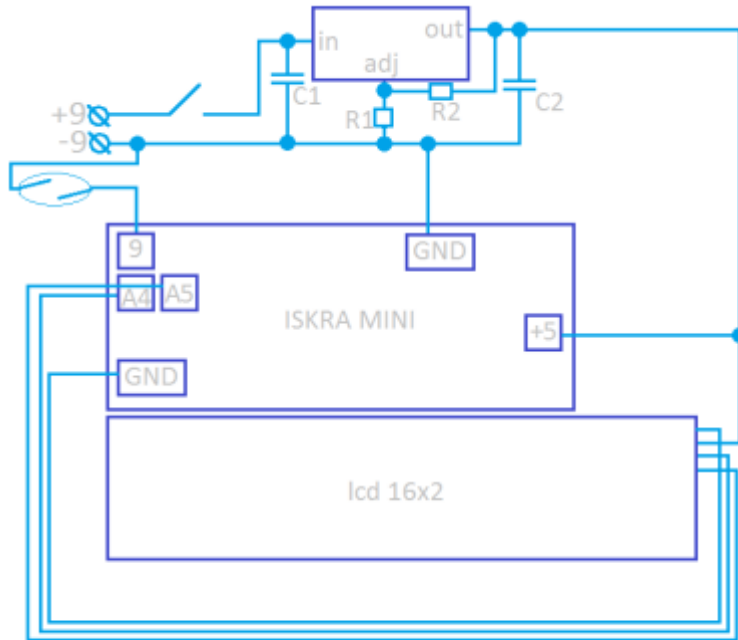 in
out
adj
C1
R1
R2
C2
+9
-9
9
GND
A4
A5
ISKRA MINI
+5
GND
lcd 16x2